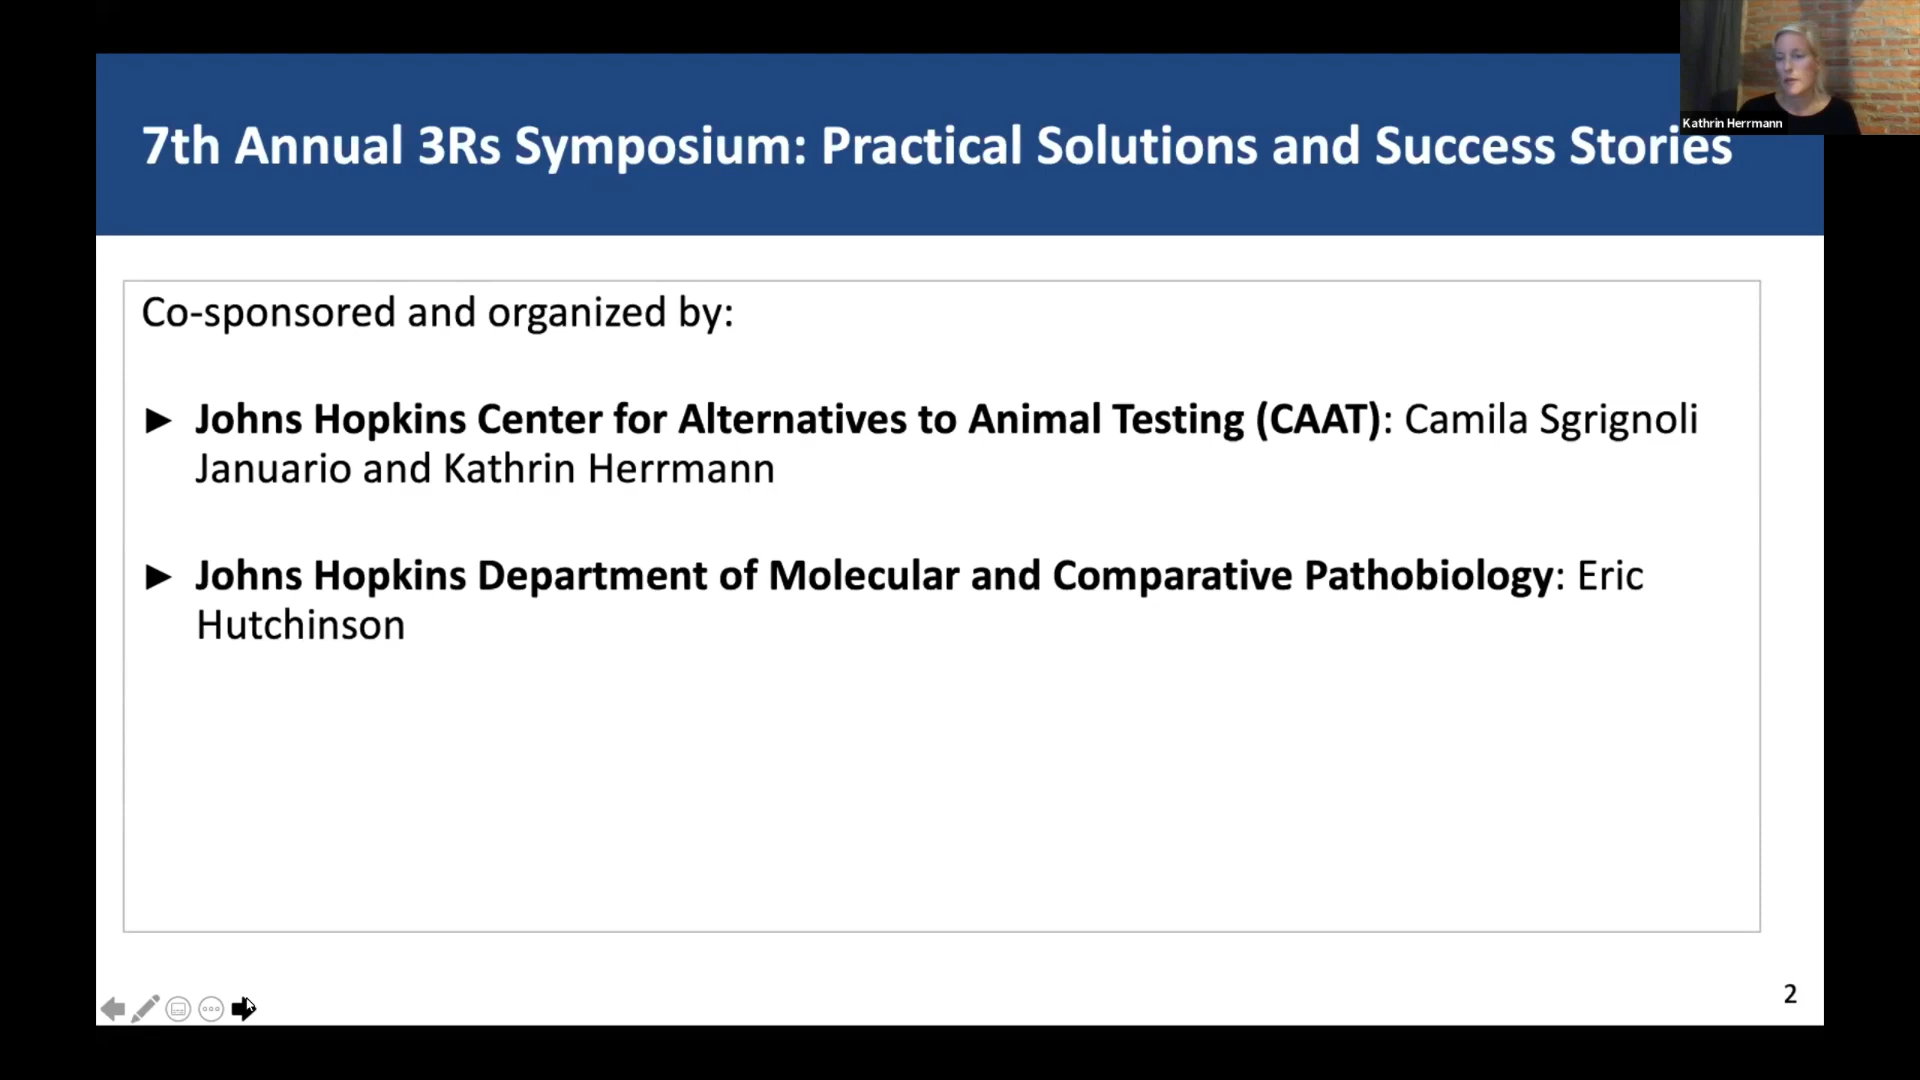 Kathrin Herrmann
7th Annual 3Rs Symposium: Practical Solutions and Success Stories
Co-sponsored and organized by:
► Johns Hopkins Center for Alternatives to Animal Testing (CAAT): Camila Sgrignoli
Januario and Kathrin Herrmann
► Johns Hopkins Department of Molecular and Comparative Pathobiology: Eric
Hutchinson
2